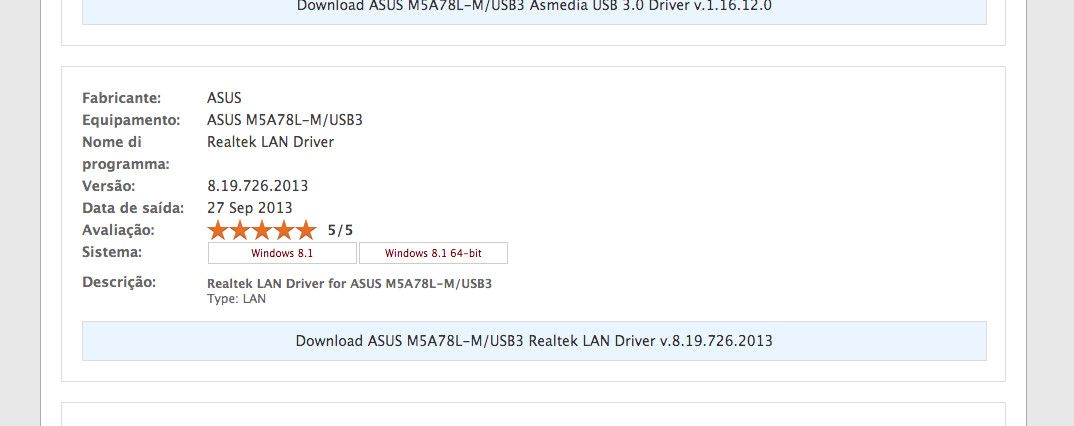 Download ASUS M5A78L-M/USB3 Asmedia USB 3.0 Driver v.1.16.12.0
Fabricante: ASUS
Equipamento: ASUS M5A78L-M/USB3
Nome di Realtek LAN Driver
programma:
Versão: 8.19.726.2013
Data de saída: 27 Sep 2013
Avaliação: 5/5
Sistema: Windows 8.1 Windows 8.1 64-bit
Descrição: Realtek LAN Driver for ASUS M5A78L-M/USB3
Type: LAN
Download ASUS M5A78L-M/USB3 Realtek LAN Driver v.8.19.726.2013